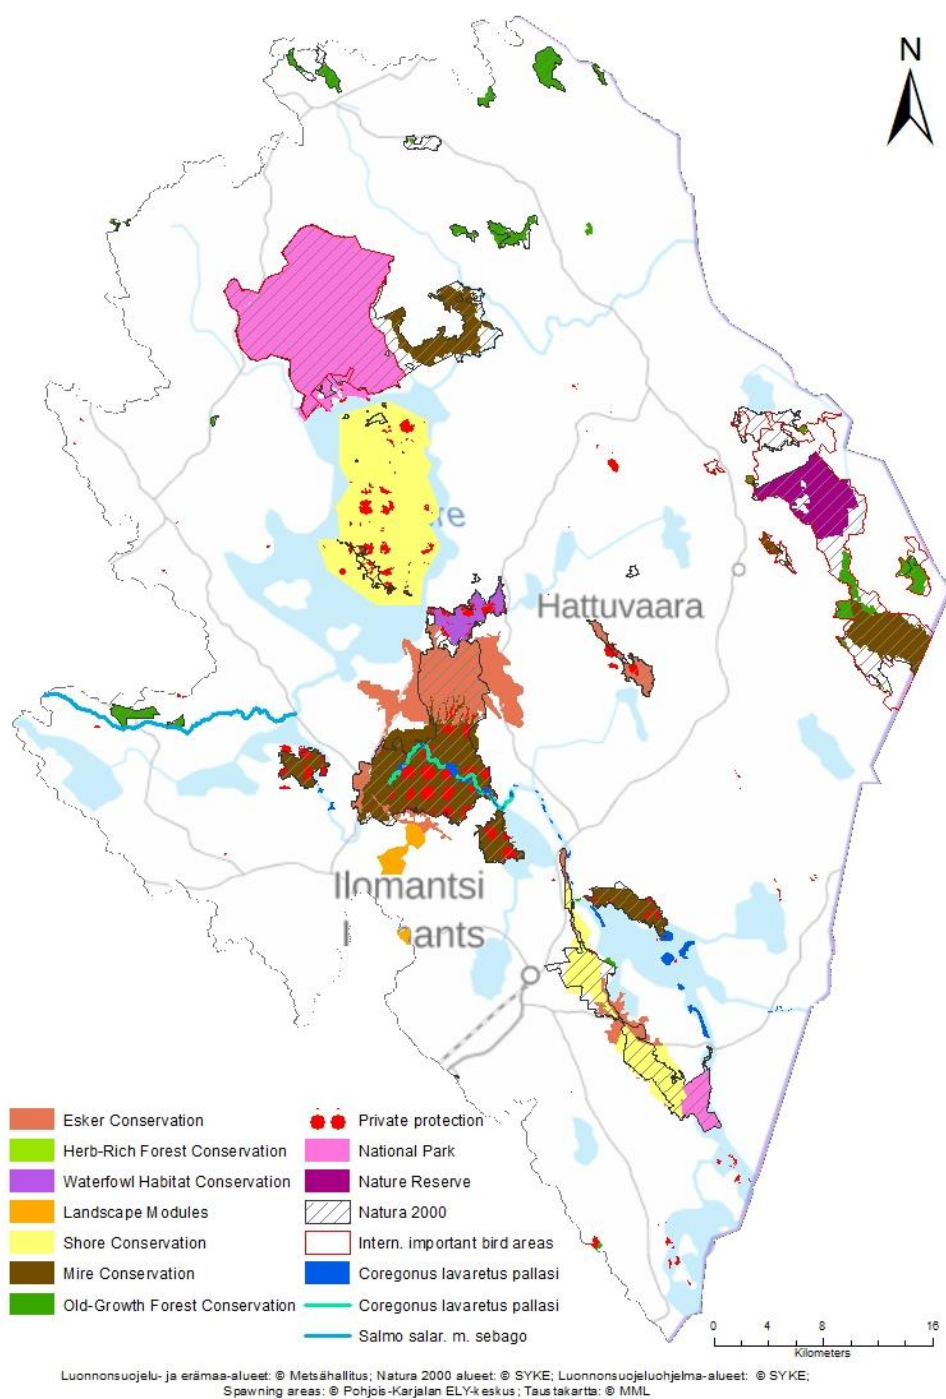 N
re
Hattuvaara
Ilomantsi
ants
Esker Conservation
Herb-Rich Forest Conservation
Waterfowl Habitat Conservation
Landscape Modules
Shore Conservation
Mire Conservation
Old-Growth Forest Conservation
Private protection
National Park
Nature Reserve
Natura 2000
Intern. important bird areas
Coregonus lavaretus pallasi
Coregonus lavaretus pallasi
Salmo salar. m. sebago
0 4 8 16
Kilometers
Luonnonsuojelu- ja erämaa-alueet: © Metsähallitus; Natura 2000 alueet: © SYKE; Luonnonsuojeluohjelma-alueet: © SYKE;
Spawning areas: © Pohjois-Karjalan ELY-keskus; Taustakartta: © MML